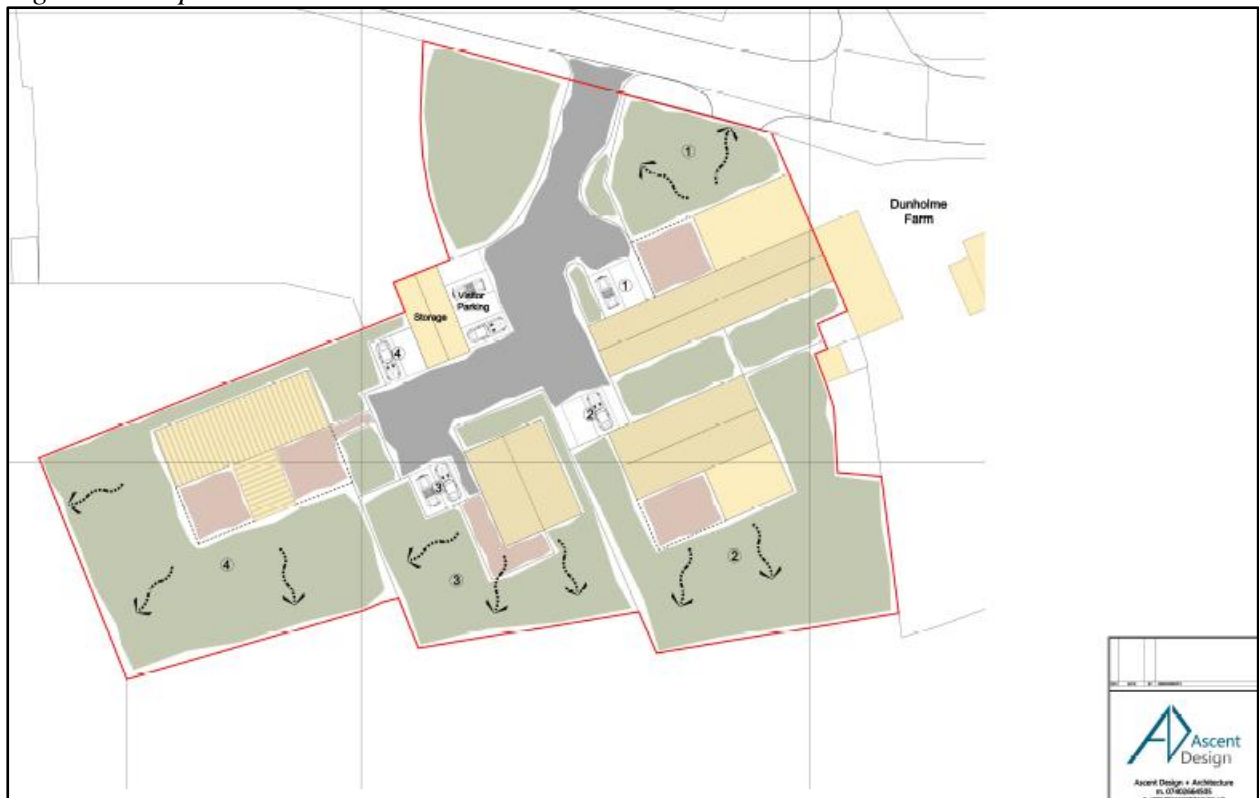 ①
Dunholme
Farm
①
Visitor
Parking
Storage
④
②
③
④
③
②
Ascent
Design
Ascent Design + Architecture